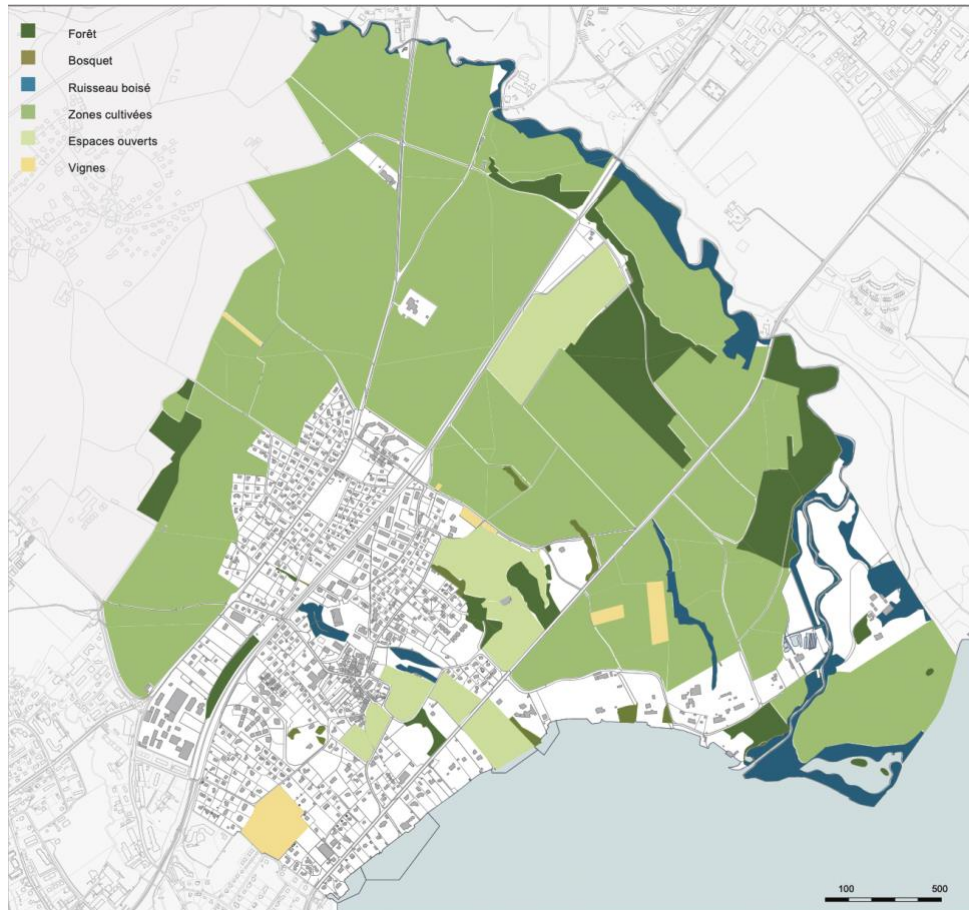 Forêt
Bosquet
Ruisseau boisé
Zones cultivées
Espaces ouverts
Vignes
100 500